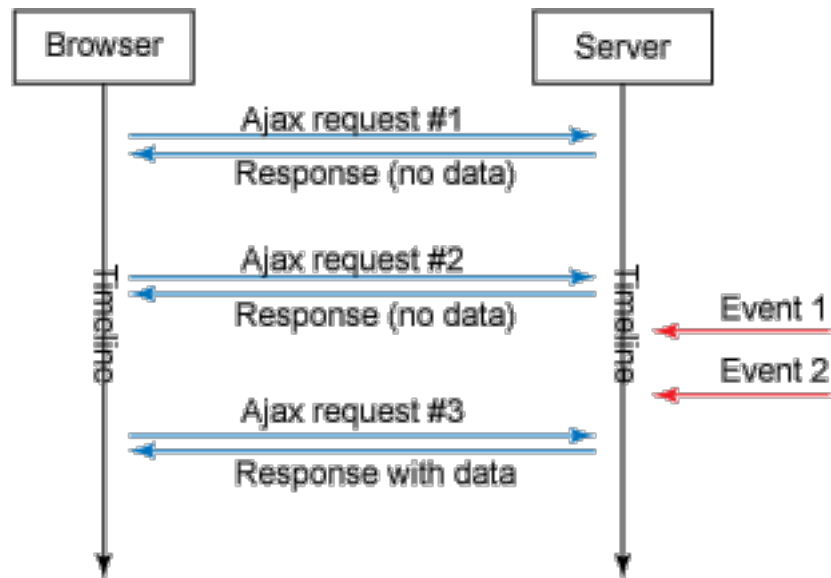 Browser
Server
Ajax request #1
Response (no data)
Timeline
Timeline
Ajax request #2
Response (no data)
Event 1
Event 2
Ajax request #3
Response with data